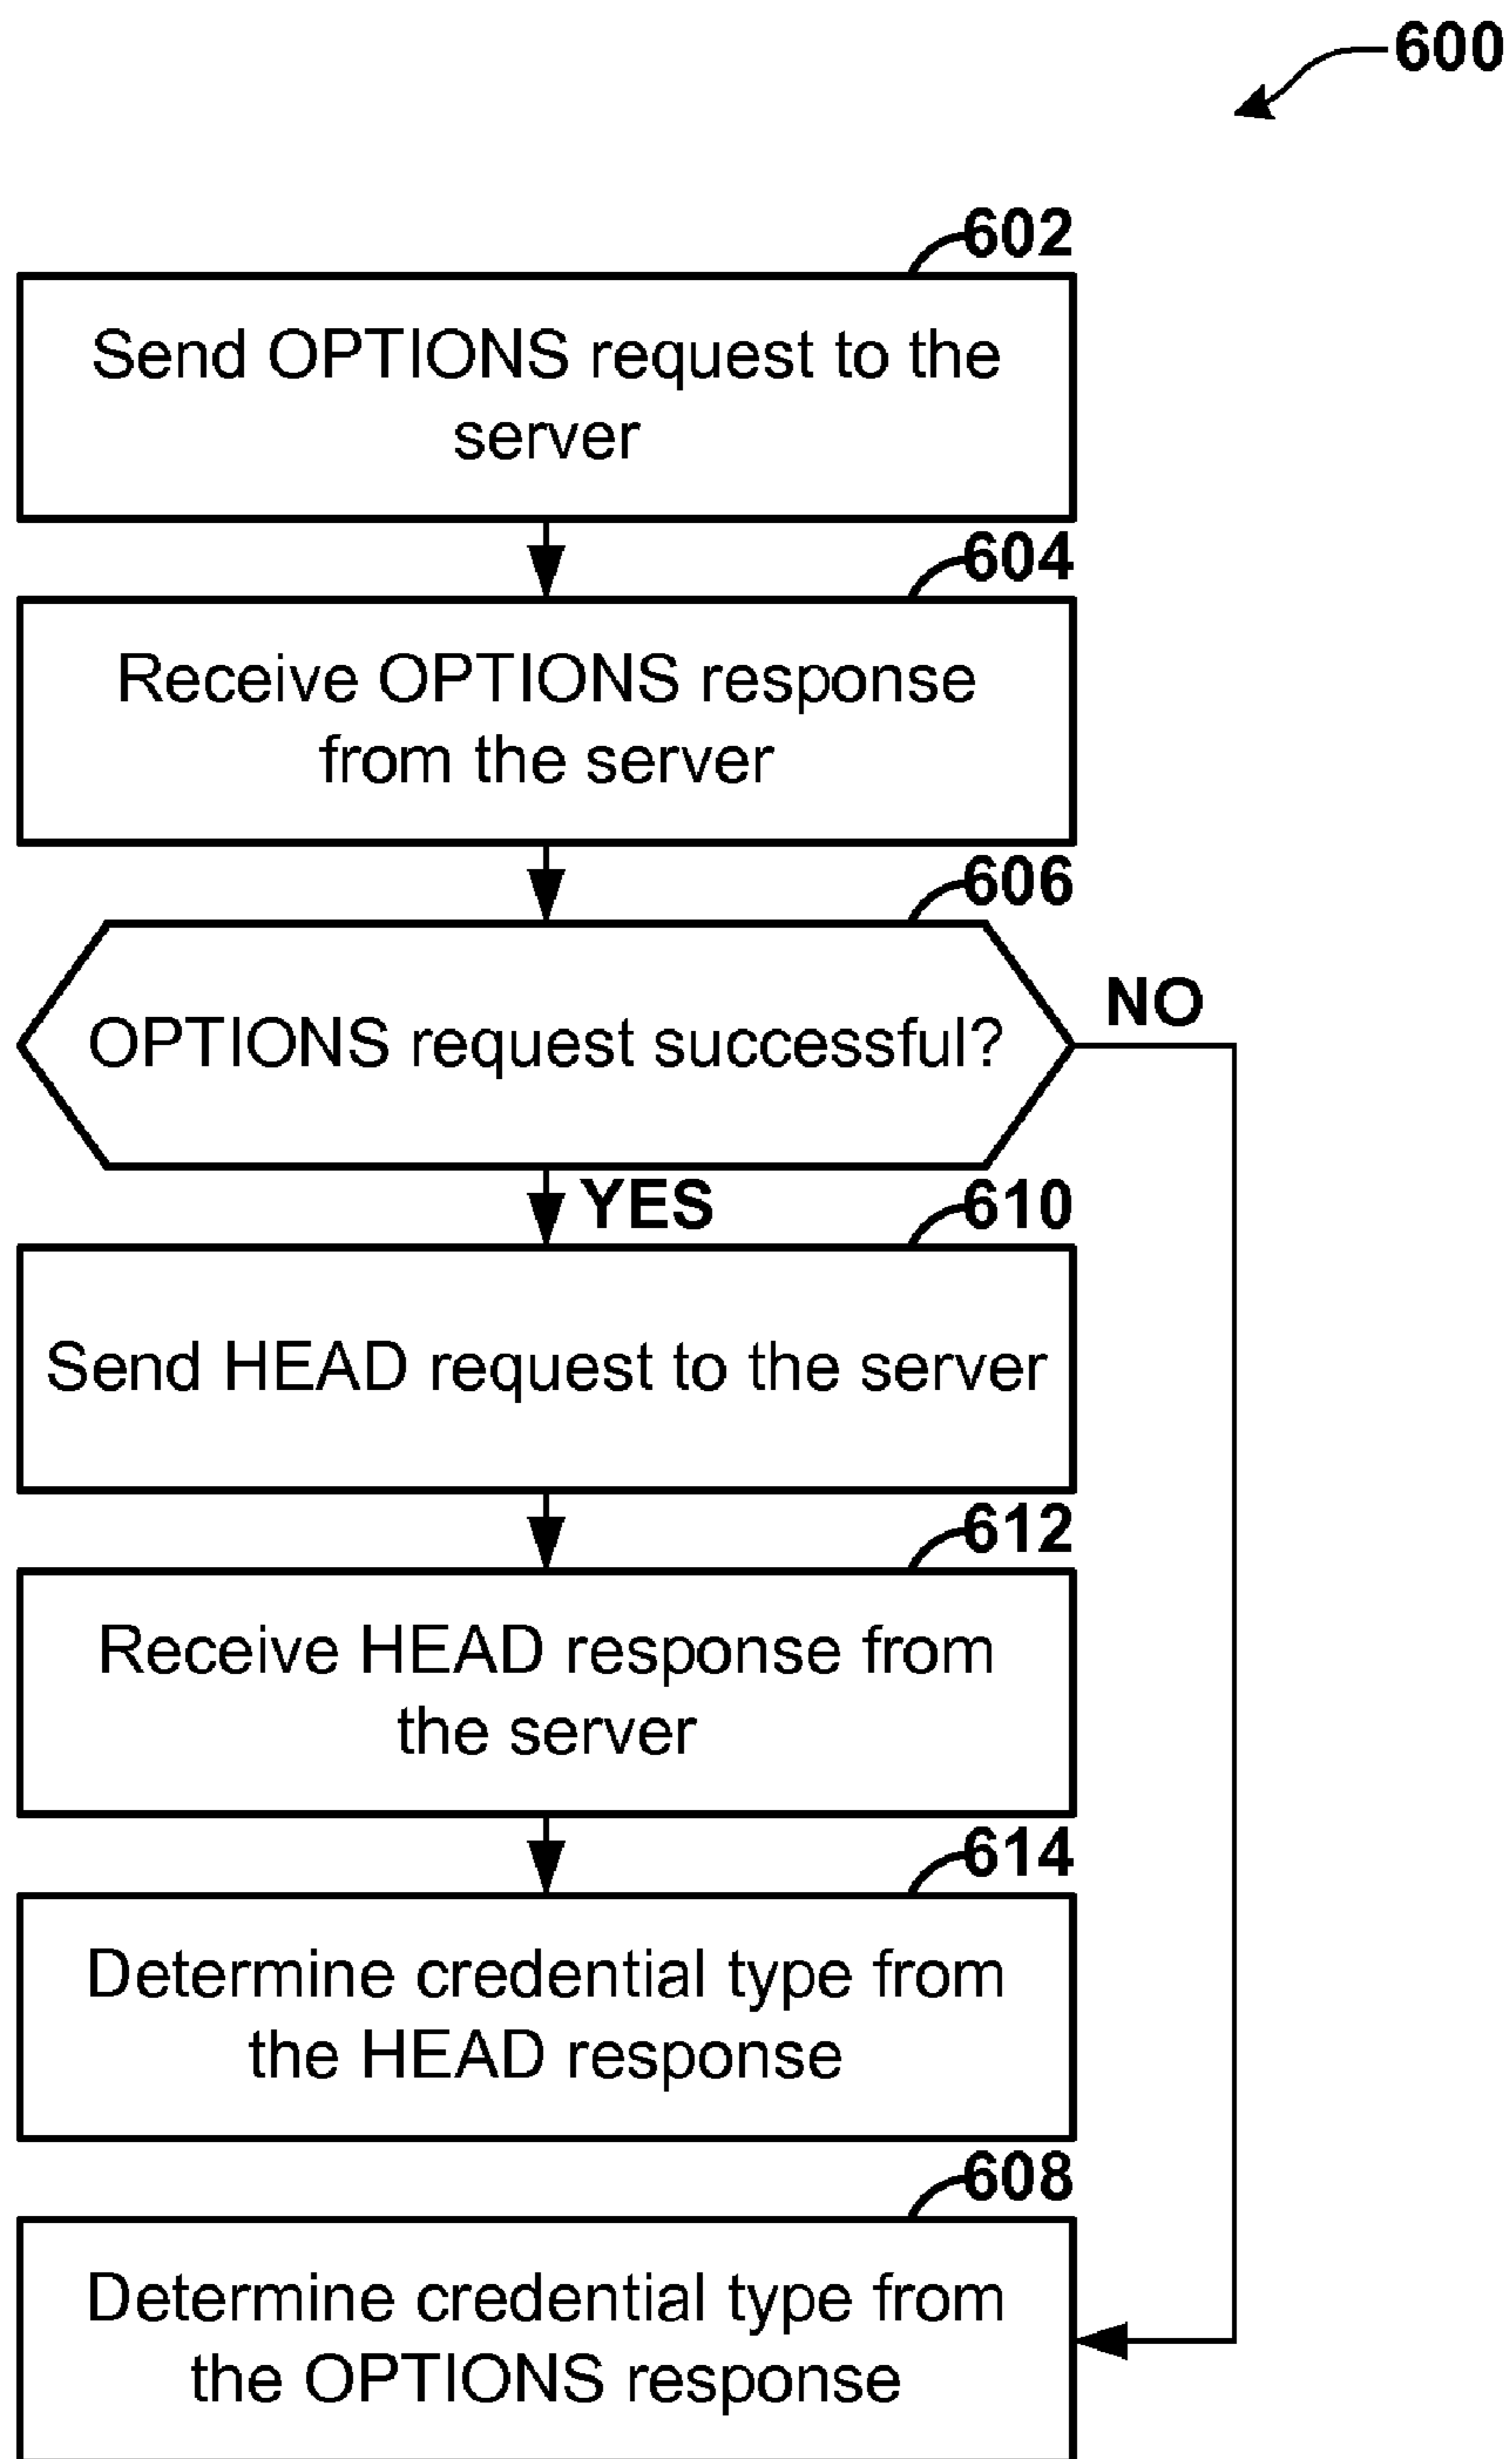 600
602
Send OPTIONS request to the
server
604
Receive OPTIONS response
from the server
606
OPTIONS request successful?
NO
YES
610
Send HEAD request to the server
612
Receive HEAD response from
the server
614
Determine credential type from
the HEAD response
608
Determine credential type from
the OPTIONS response